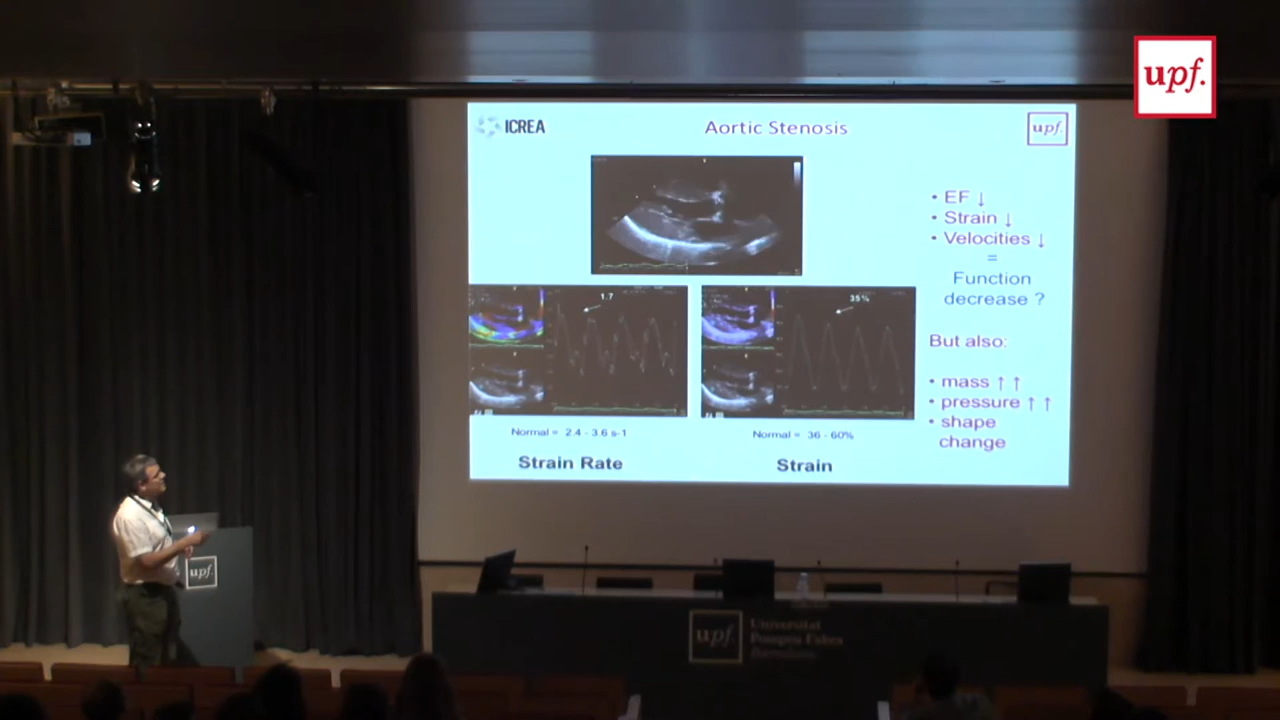 upf.
ICREA
Aortic Stenosis
upf.
• EF ↓
• Strain ↓
• Velocities ↓
=
Function
decrease ?
But also:
• mass ↑ ↑
• pressure ↑ ↑
• shape
change
1.7
35%
Normal = 2.4 - 3.6 s-1
Normal = 36 - 60%
Strain Rate
Strain
upf.
upf.
Universitat
Pompeu Fabra
Barcelona